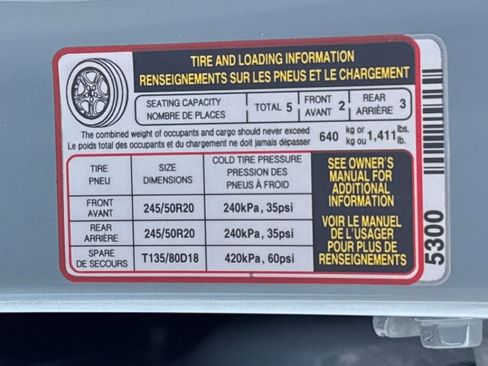 TIRE AND LOADING INFORMATION
RENSEIGNEMENTS SUR LES PNEUS ET LE CHARGEMENT
SEATING CAPACITY
NOMBRE DE PLACES
TOTAL 5
FRONT
AVANT 2
REAR
ARRIÈRE 3
The combined weight of occupants and cargo should never exceed
Le poids total des occupants et du chargement ne doit jamais dépasser
640 kg or 1,411 lbs.
kg ou lb.
TIRE
PNEU
SIZE
DIMENSIONS
COLD TIRE PRESSURE
PRESSION DES
PNEUS À FROID
FRONT
AVANT
245/50R20
240kPa, 35psi
REAR
ARRIÈRE
245/50R20
240kPa, 35psi
SPARE
DE SECOURS
T135/80D18
420kPa, 60psi
SEE OWNER'S
MANUAL FOR
ADDITIONAL
INFORMATION
VOIR LE MANUEL
DE L'USAGER
POUR PLUS DE
RENSEIGNEMENTS
5300